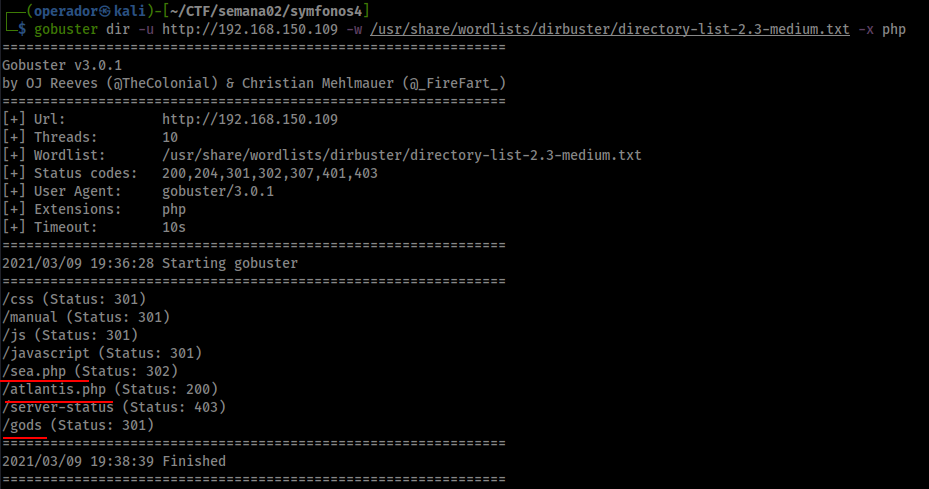 ┌──(operador㉿kali)-[~/CTF/semana02/symfonos4]
└─$ gobuster dir -u http://192.168.150.109 -w /usr/share/wordlists/dirbuster/directory-list-2.3-medium.txt -x php
===============================================================
Gobuster v3.0.1
by OJ Reeves (@TheColonial) & Christian Mehlmauer (@_FireFart_)
===============================================================
[+] Url:            http://192.168.150.109
[+] Threads:        10
[+] Wordlist:       /usr/share/wordlists/dirbuster/directory-list-2.3-medium.txt
[+] Status codes:   200,204,301,302,307,401,403
[+] User Agent:     gobuster/3.0.1
[+] Extensions:     php
[+] Timeout:        10s
===============================================================
2021/03/09 19:36:28 Starting gobuster
===============================================================
/css (Status: 301)
/manual (Status: 301)
/js (Status: 301)
/javascript (Status: 301)
/sea.php (Status: 302)
/atlantis.php (Status: 200)
/server-status (Status: 403)
/gods (Status: 301)
===============================================================
2021/03/09 19:38:39 Finished
===============================================================